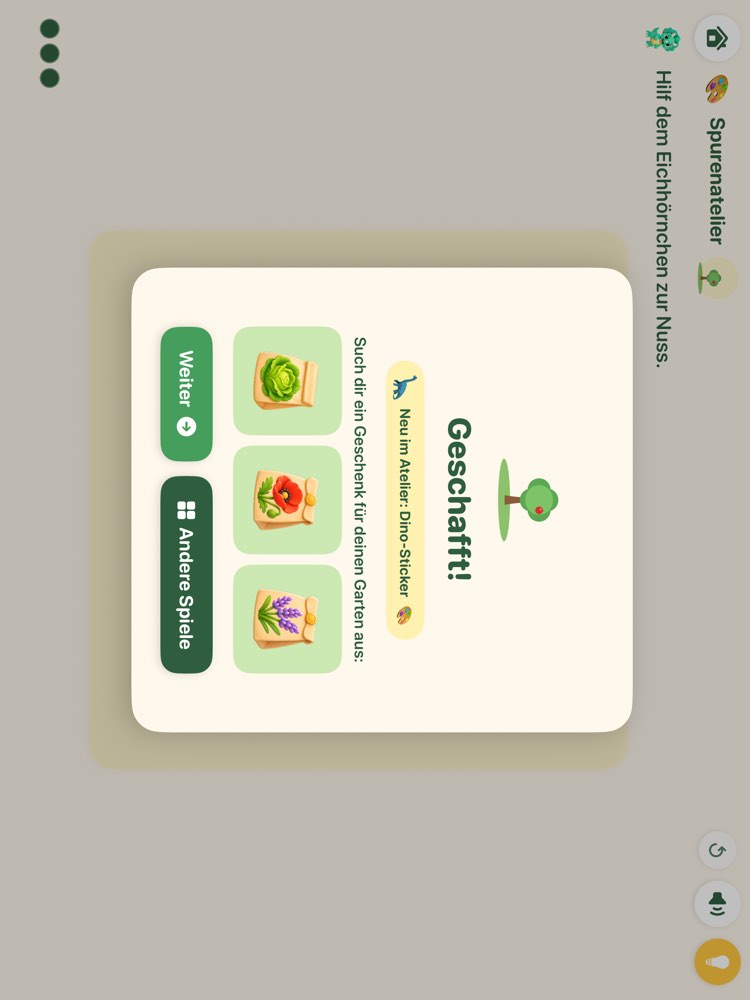 Spurenatelier
Hilf dem Eichhörnchen zur Nuss.
Geschafft!
Neu im Atelier: Dino-Sticker
Such dir ein Geschenk für deinen Garten aus:
Weiter
Andere Spiele